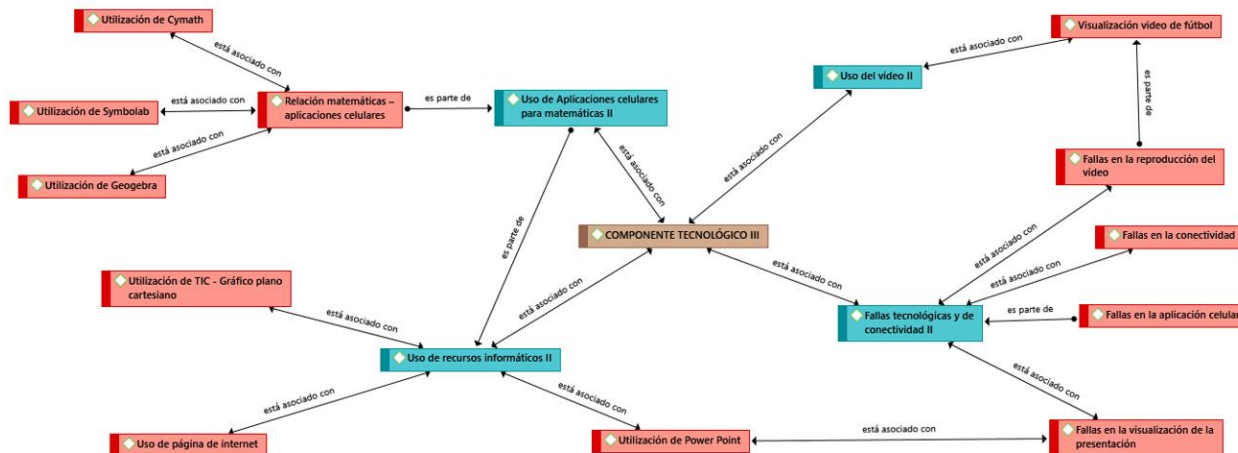 Utilización de Cymath
Visualización video de fútbol
está asociado con
está asociado con
Uso del video II
Utilización de Symbolab
está asociado con
Relación matemáticas –
aplicaciones celulares
es parte de
Uso de Aplicaciones celulares
para matemáticas II
es parte de
está asociado con
está asociado con
está asociado con
Utilización de Geogebra
Fallas en la reproducción del
video
es parte de
COMPONENTE TECNOLÓGICO III
está asociado con
Fallas en la conectividad
Utilización de TIC - Gráfico plano
cartesiano
está asociado con
está asociado con
está asociado con
está asociado con
Fallas tecnológicas y de
conectividad II
es parte de
Fallas en la aplicación celular
Uso de recursos informáticos II
está asociado con
está asociado con
está asociado con
Uso de página de internet
Utilización de Power Point
está asociado con
Fallas en la visualización de la
presentación